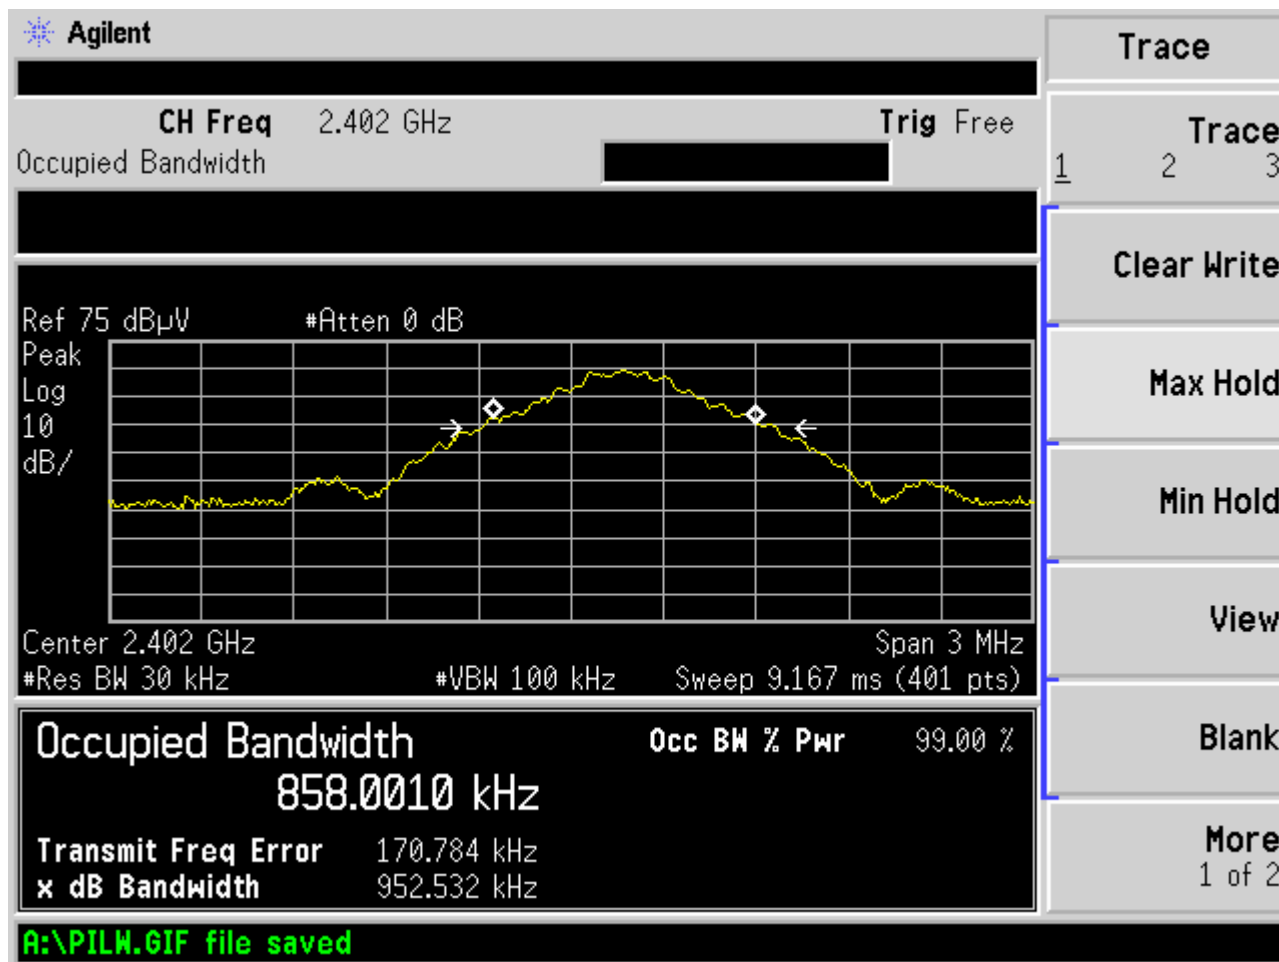 Agilent
Trace
CH Freq 2.402 GHz Trig Free
Occupied Bandwidth
Trace
1 2 3
Clear Write
Ref 75 dBµV #Atten 0 dB
Peak
Log
10
dB/
Max Hold
Min Hold
View
Center 2.402 GHz Span 3 MHz
#Res BW 30 kHz #VBW 100 kHz Sweep 9.167 ms (401 pts)
Occupied Bandwidth Occ BW % Pwr 99.00 %
858.0010 kHz
Blank
Transmit Freq Error 170.784 kHz
x dB Bandwidth 952.532 kHz
More
1 of 2
A:\PILW.GIF file saved